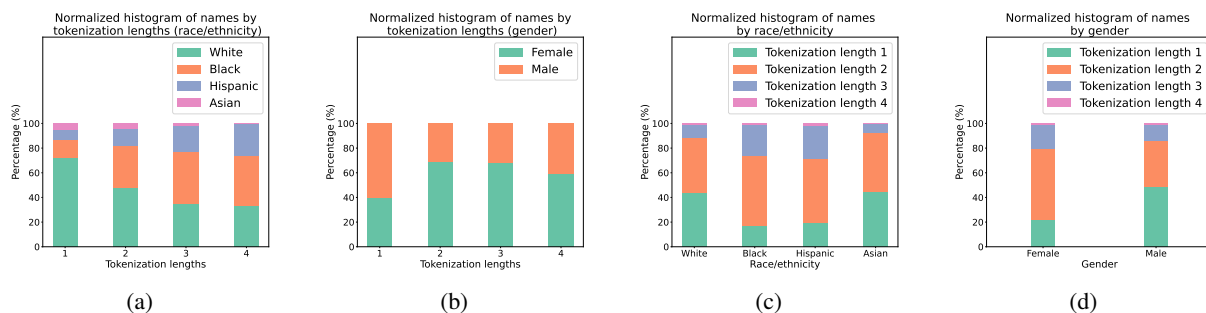 Normalized histogram of names by
tokenization lengths (race/ethnicity)
White
Black
Hispanic
Asian
Percentage (%)
100
80
60
40
20
0
1 2 3 4
Tokenization lengths
(a)
Normalized histogram of names by
tokenization lengths (gender)
Female
Male
Percentage (%)
100
80
60
40
20
0
1 2 3 4
Tokenization lengths
(b)
Normalized histogram of names
by race/ethnicity
Tokenization length 1
Tokenization length 2
Tokenization length 3
Tokenization length 4
Percentage (%)
100
80
60
40
20
0
White Black Hispanic Asian
Race/ethnicity
(c)
Normalized histogram of names
by gender
Tokenization length 1
Tokenization length 2
Tokenization length 3
Tokenization length 4
Percentage (%)
100
80
60
40
20
0
Female Male
Gender
(d)